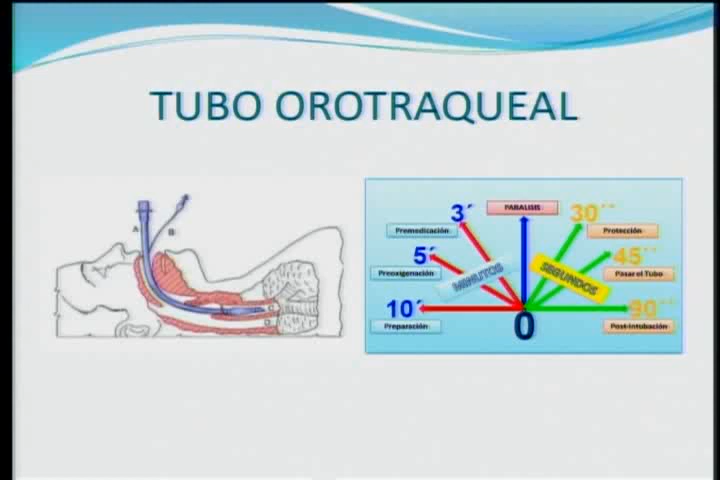 TUBO OROTRAQUEAL
A
B
C
D
3´
PARALISIS
30´´
Premedicación
Protección
5´
45´´
Preoxigenación
MINUTOS
SEGUNDOS
Pasar el Tubo
10´
90´´
Preparación
0
Post-Intubación